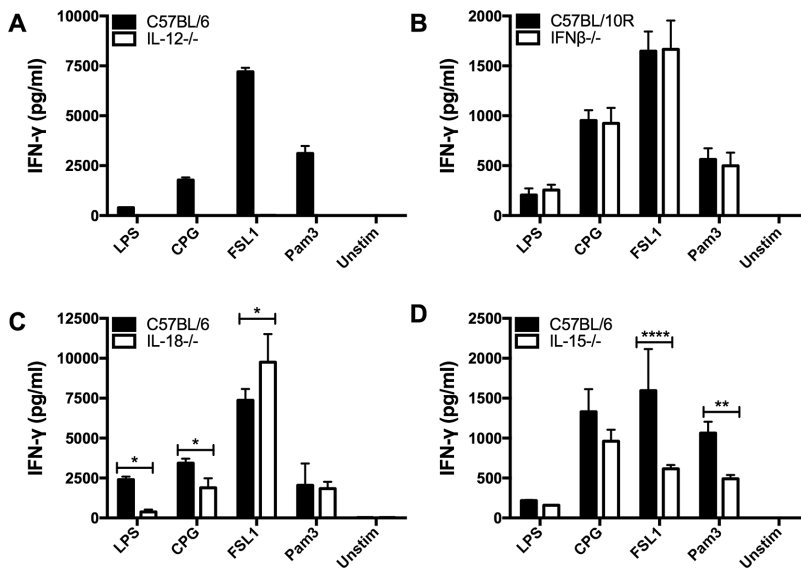 A
C57BL/6
IL-12-/-
IFN-γ (pg/ml)
10000
7500
5000
2500
0
LPS
CPG
FSL1
Pam3
Unstim
B
C57BL/10R
IFNβ-/-
IFN-γ (pg/ml)
2000
1500
1000
500
0
LPS
CPG
FSL1
Pam3
Unstim
C
C57BL/6
IL-18-/-
IFN-γ (pg/ml)
12500
10000
7500
5000
2500
0
*
*
*
LPS
CPG
FSL1
Pam3
Unstim
D
C57BL/6
IL-15-/-
IFN-γ (pg/ml)
2500
2000
1500
1000
500
0
****
**
LPS
CPG
FSL1
Pam3
Unstim